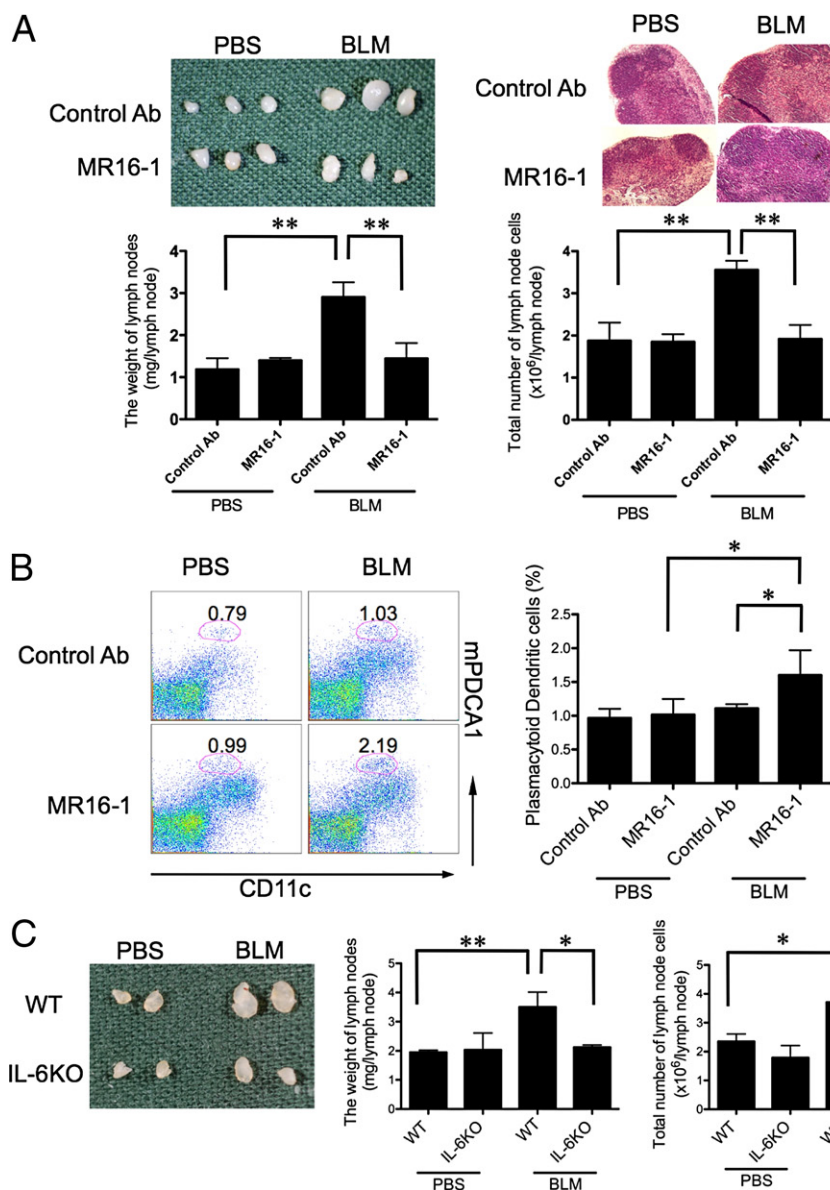 A
PBS BLM
Control Ab
MR16-1
PBS BLM
Control Ab
MR16-1
The weight of lymph nodes
(mg/lymph node)
4
3
2
1
0
** **
Control Ab MR16-1 Control Ab MR16-1
PBS BLM
Total number of lymph node cells
(x10⁶/lymph node)
4
3
2
1
0
** **
Control Ab MR16-1 Control Ab MR16-1
PBS BLM
B
PBS BLM
Control Ab
0.79 1.03
MR16-1
0.99 2.19
mPDCA1
CD11c
Plasmacytoid Dendritic cells (%)
2.5
2.0
1.5
1.0
0.5
0.0
*
*
Control Ab MR16-1 Control Ab MR16-1
PBS BLM
C
PBS BLM
WT
IL-6KO
The weight of lymph nodes
(mg/lymph node)
5
4
3
2
1
0
** *
WT IL-6KO WT IL-6KO
PBS BLM
Total number of lymph node cells
(x10⁶/lymph node)
5
4
3
2
1
0
*
WT IL-6KO
PBS